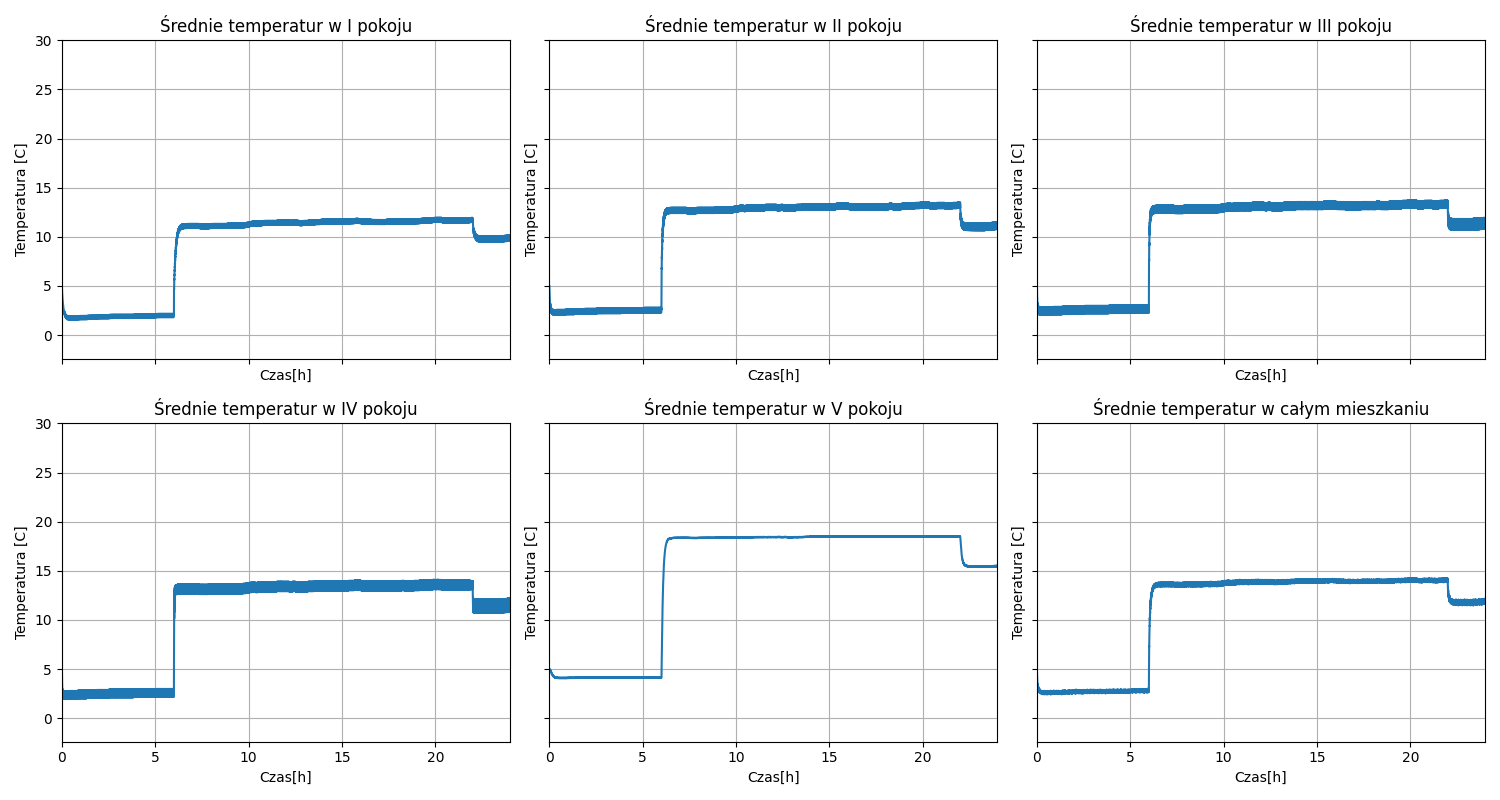 Średnie temperatur w I pokoju
Średnie temperatur w II pokoju
Średnie temperatur w III pokoju
30
25
20
15
10
5
0
Temperatura [C]
Temperatura [C]
Temperatura [C]
Czas[h]
Czas[h]
Czas[h]
Średnie temperatur w IV pokoju
Średnie temperatur w V pokoju
Średnie temperatur w całym mieszkaniu
30
25
20
15
10
5
0
Temperatura [C]
Temperatura [C]
Temperatura [C]
0 5 10 15 20
0 5 10 15 20
0 5 10 15 20
Czas[h]
Czas[h]
Czas[h]